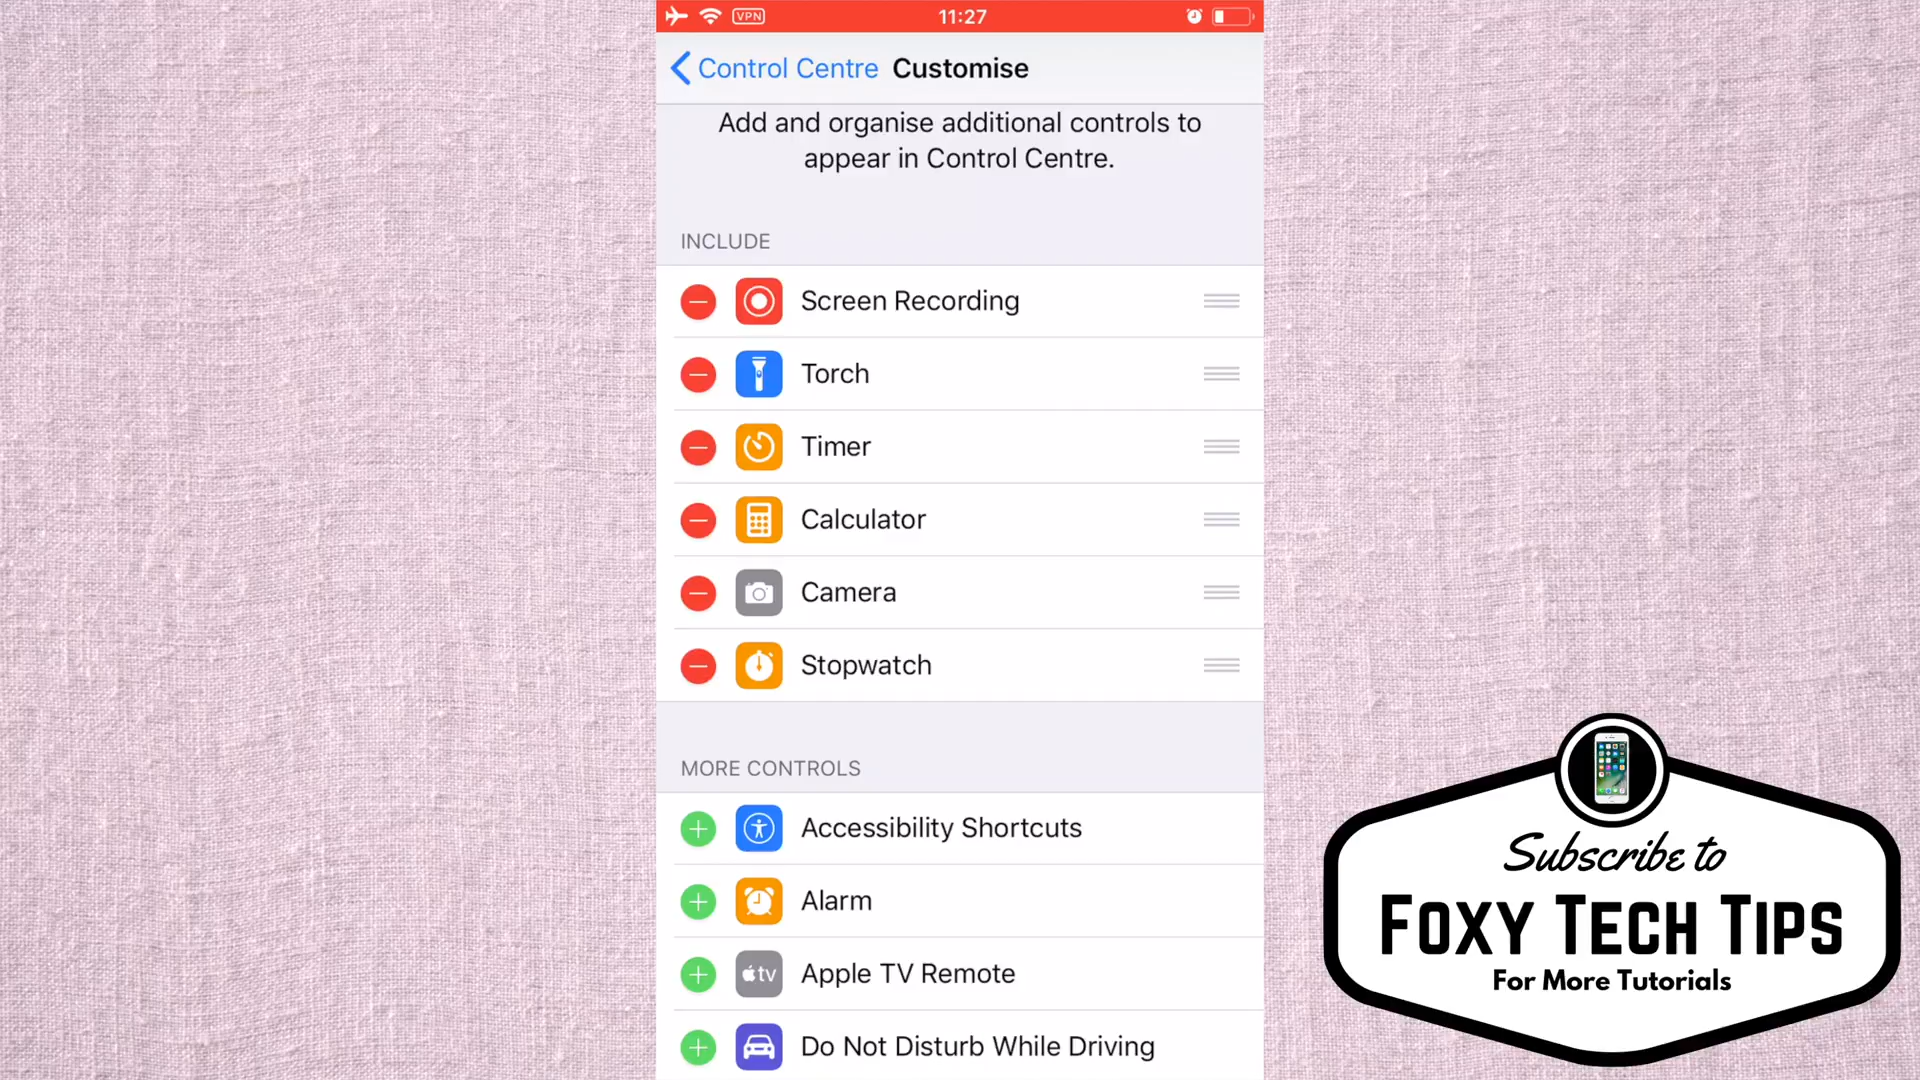 VPN
11:27
Control Centre Customise
Add and organise additional controls to
appear in Control Centre.
INCLUDE
Screen Recording
Torch
Timer
Calculator
Camera
Stopwatch
MORE CONTROLS
Accessibility Shortcuts
Alarm
tv Apple TV Remote
Do Not Disturb While Driving
Subscribe to
FOXY TECH TIPS
For More Tutorials